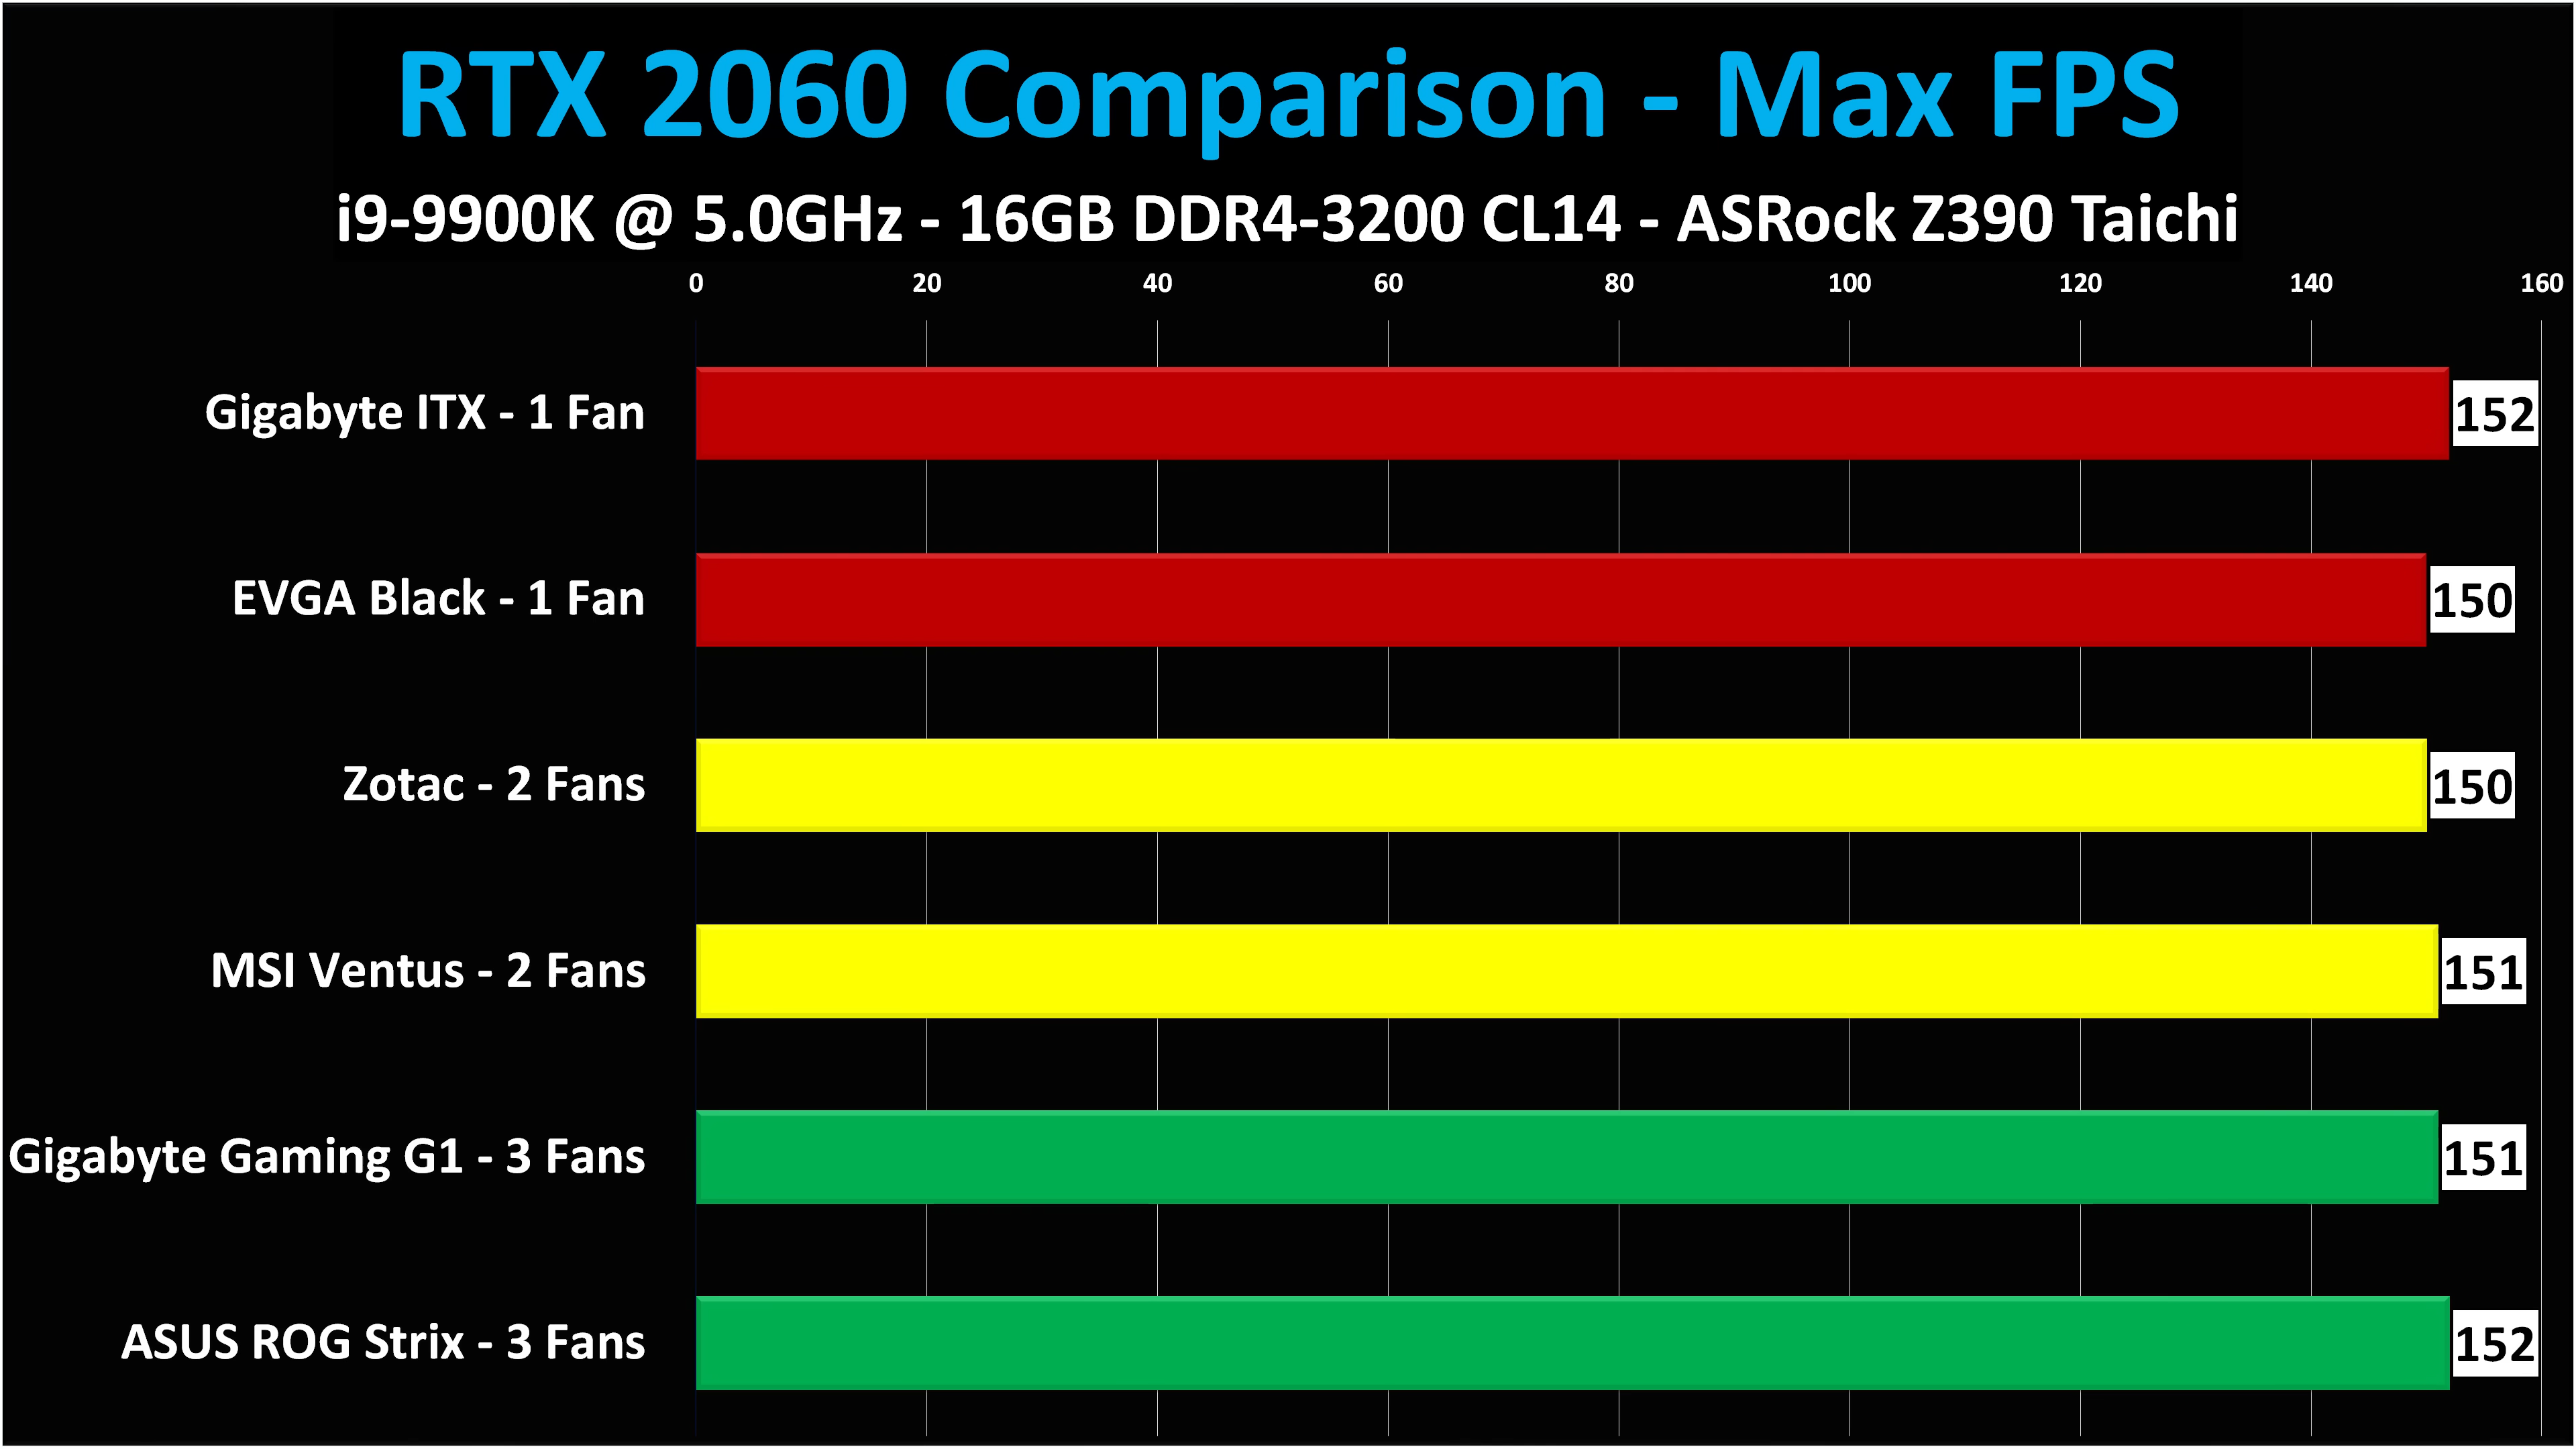 RTX 2060 Comparison - Max FPS
i9-9900K @ 5.0GHz - 16GB DDR4-3200 CL14 - ASRock Z390 Taichi
0 20 40 60 80 100 120 140 160
Gigabyte ITX - 1 Fan 152
EVGA Black - 1 Fan 150
Zotac - 2 Fans 150
MSI Ventus - 2 Fans 151
Gigabyte Gaming G1 - 3 Fans 151
ASUS ROG Strix - 3 Fans 152